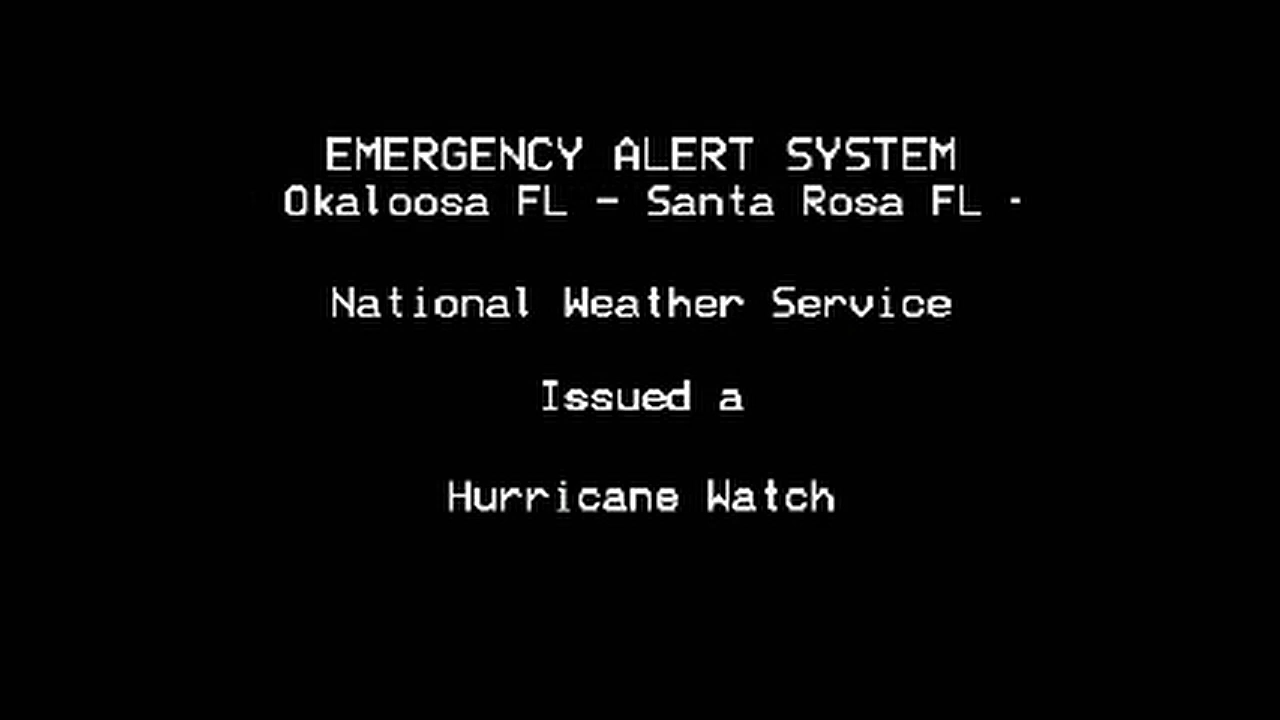 EMERGENCY ALERT SYSTEM
Okaloosa FL - Santa Rosa FL -
National Weather Service
Issued a
Hurricane Watch